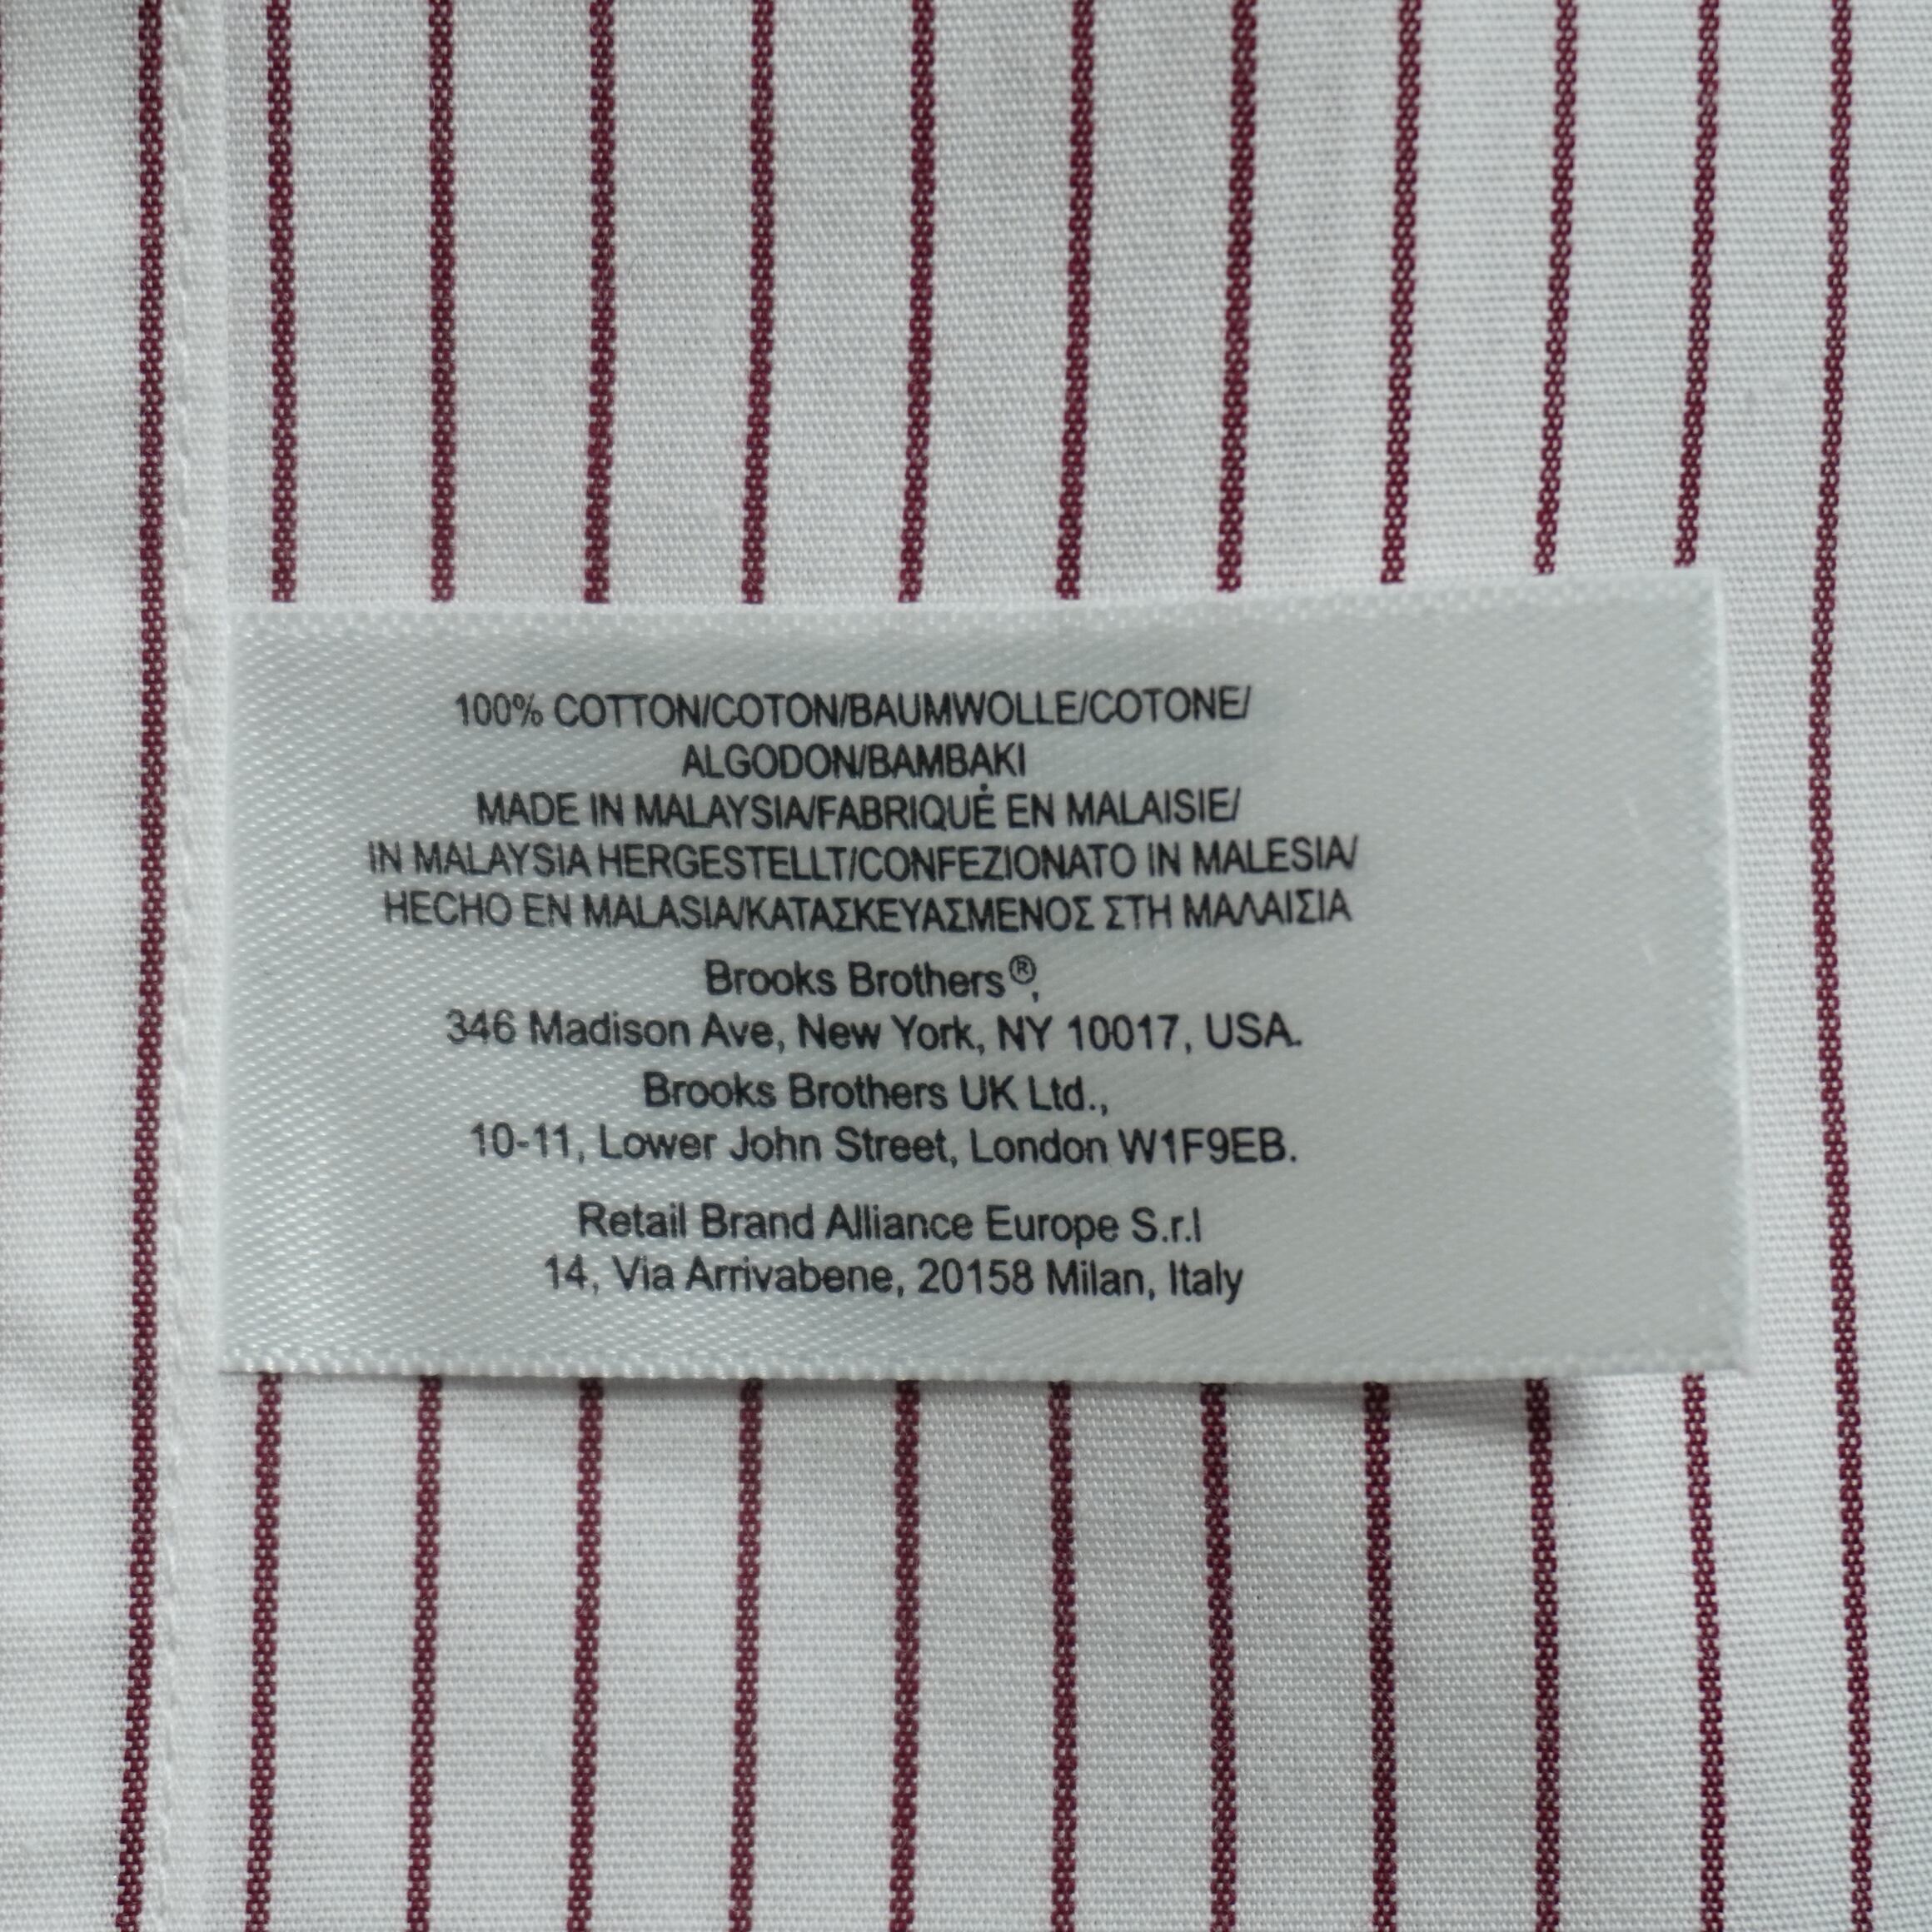 100% COTTON/COTON/BAUMWOLLE/COTONE/
ALGODON/BAMBAKI
MADE IN MALAYSIA/FABRIQUÉ EN MALAISIE/
IN MALAYSIA HERGESTELLT/CONFEZIONATO IN MALESIA/
HECHO EN MALASIA/ΚΑΤΑΣΚΕΥΑΣΜΕΝΟΣ ΣΤΗ ΜΑΛΑΙΣΙΑ
Brooks Brothers®,
346 Madison Ave, New York, NY 10017, USA.
Brooks Brothers UK Ltd.,
10-11, Lower John Street, London W1F9EB.
Retail Brand Alliance Europe S.r.l
14, Via Arrivabene, 20158 Milan, Italy